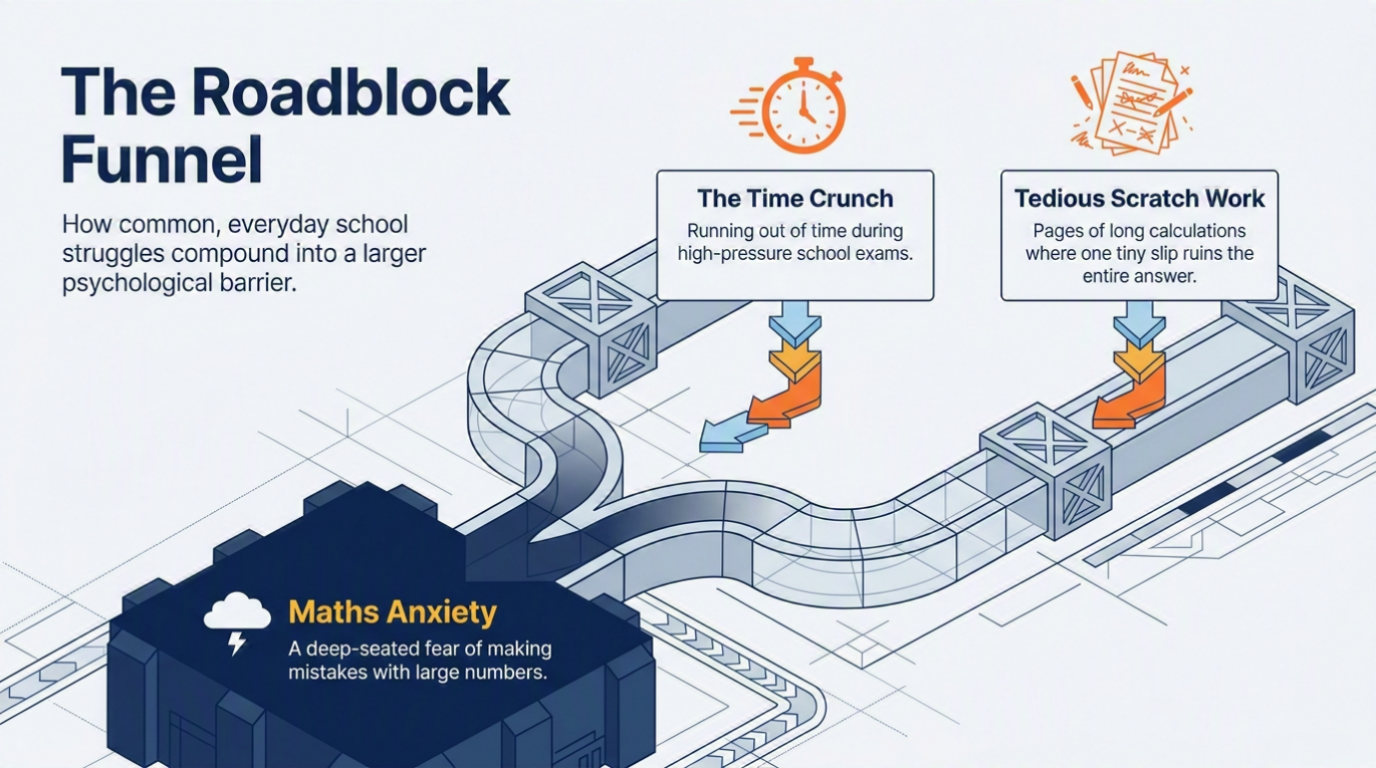 The Roadblock
Funnel
How common, everyday school
struggles compound into a larger
psychological barrier.
The Time Crunch
Running out of time during
high-pressure school exams.
Tedious Scratch Work
Pages of long calculations
where one tiny slip ruins the
entire answer.
Maths Anxiety
A deep-seated fear of making
mistakes with large numbers.